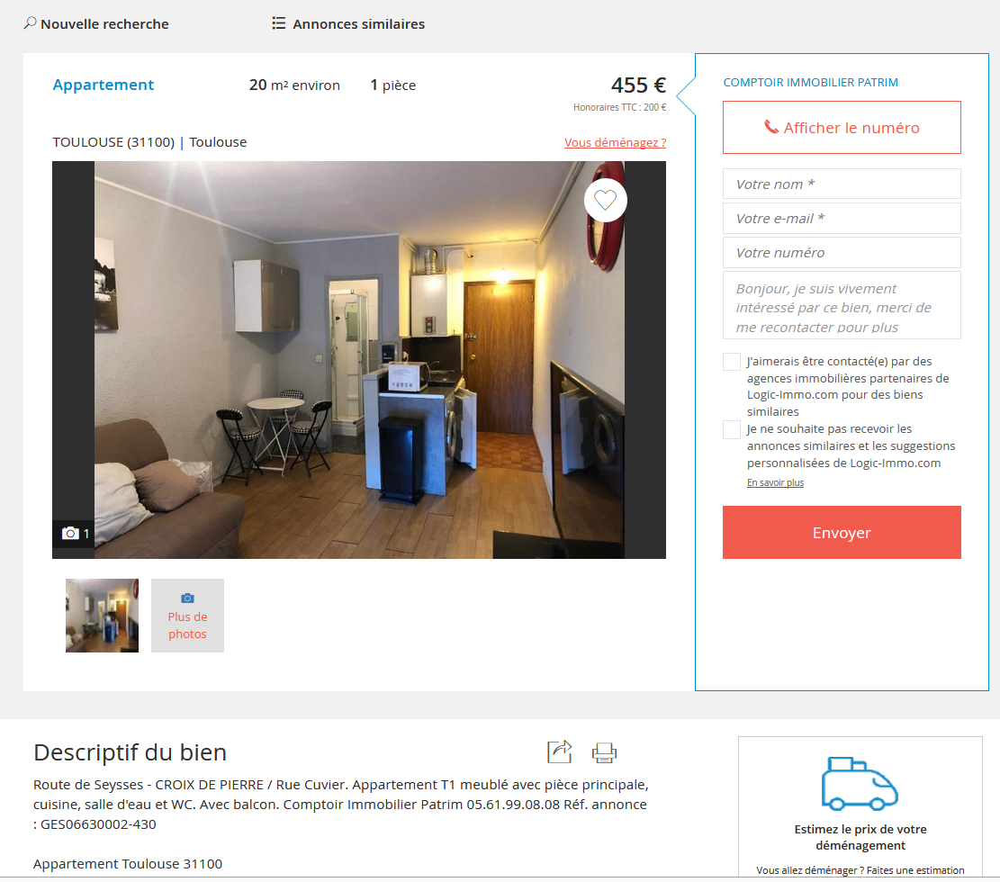 Nouvelle recherche
Annonces similaires
Appartement
20 m² environ
1 pièce
455 €
Honoraires TTC : 200 €
TOULOUSE (31100) | Toulouse
Vous déménagez ?
1
Plus de
photos
COMPTOIR IMMOBILIER PATRIM
Afficher le numéro
Votre nom *
Votre e-mail *
Votre numéro
Bonjour, je suis vivement
intéressé par ce bien, merci de
me recontacter pour plus
J'aimerais être contacté(e) par des
agences immobilières partenaires de
Logic-Immo.com pour des biens
similaires
Je ne souhaite pas recevoir les
annonces similaires et les suggestions
personnalisées de Logic-Immo.com
En savoir plus
Envoyer
Descriptif du bien
Route de Seysses - CROIX DE PIERRE / Rue Cuvier. Appartement T1 meublé avec pièce principale,
cuisine, salle d'eau et WC. Avec balcon. Comptoir Immobilier Patrim 05.61.99.08.08 Réf. annonce
: GES06630002-430
Appartement Toulouse 31100
Estimez le prix de votre
déménagement
Vous allez déménager ? Faites une estimation